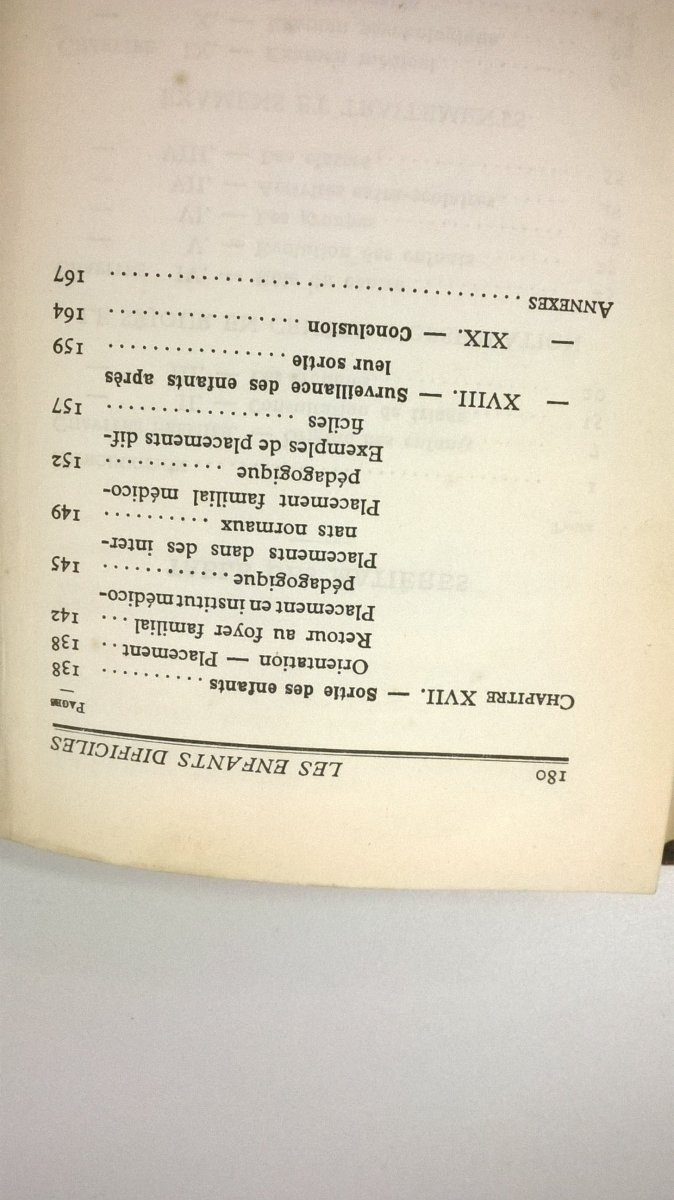 180 LES ENFANTS DIFFICILES
PAGES
—
CHAPITRE XVII. — Sortie des enfants . . . . . . . . . . . 138
Orientation — Placement . . 138
Retour au foyer familial . . . 142
Placement en institut médico-
pédagogique . . . . . . . . . . . . 145
Placements dans des inter-
nats normaux . . . . . . . . . . 149
Placement familial médico-
pédagogique . . . . . . . . . . . 152
Exemples de placements dif-
ficiles . . . . . . . . . . . . . . . . . 157
— XVIII. — Surveillance des enfants après
leur sortie . . . . . . . . . . . . . . . . 159
— XIX. — Conclusion . . . . . . . . . . . . . . . . . 164
ANNEXES . . . . . . . . . . . . . . . . . . . . . . . . . . . . . . . . . . . . 167